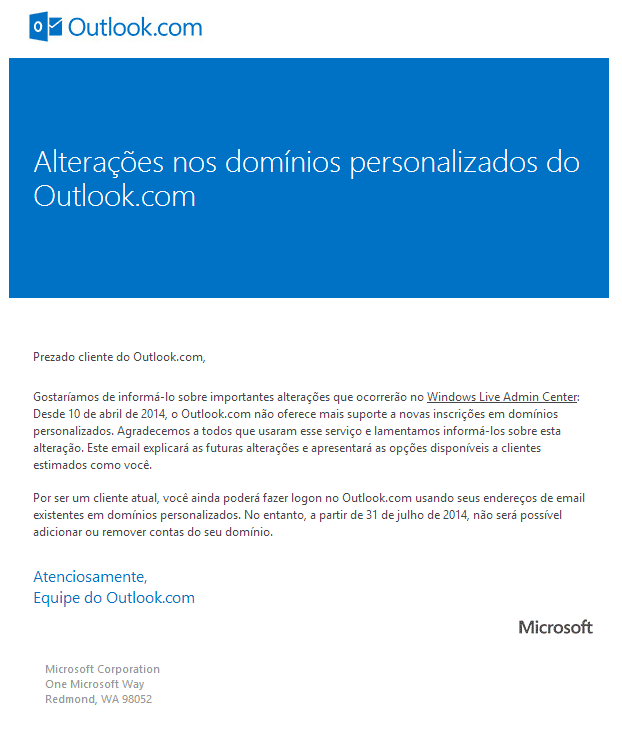 Outlook.com
Alterações nos domínios personalizados do
Outlook.com
Prezado cliente do Outlook.com,
Gostaríamos de informá-lo sobre importantes alterações que ocorrerão no Windows Live Admin Center:
Desde 10 de abril de 2014, o Outlook.com não oferece mais suporte a novas inscrições em domínios
personalizados. Agradecemos a todos que usaram esse serviço e lamentamos informá-los sobre esta
alteração. Este email explicará as futuras alterações e apresentará as opções disponíveis a clientes
estimados como você.
Por ser um cliente atual, você ainda poderá fazer logon no Outlook.com usando seus endereços de email
existentes em domínios personalizados. No entanto, a partir de 31 de julho de 2014, não será possível
adicionar ou remover contas do seu domínio.
Atenciosamente,
Equipe do Outlook.com
Microsoft
Microsoft Corporation
One Microsoft Way
Redmond, WA 98052